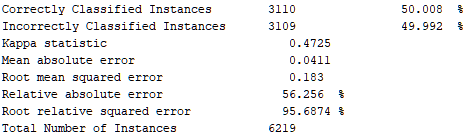 Correctly Classified Instances 3110 50.008 %
Incorrectly Classified Instances 3109 49.992 %
Kappa statistic 0.4725
Mean absolute error 0.0411
Root mean squared error 0.183
Relative absolute error 56.256 %
Root relative squared error 95.6874 %
Total Number of Instances 6219